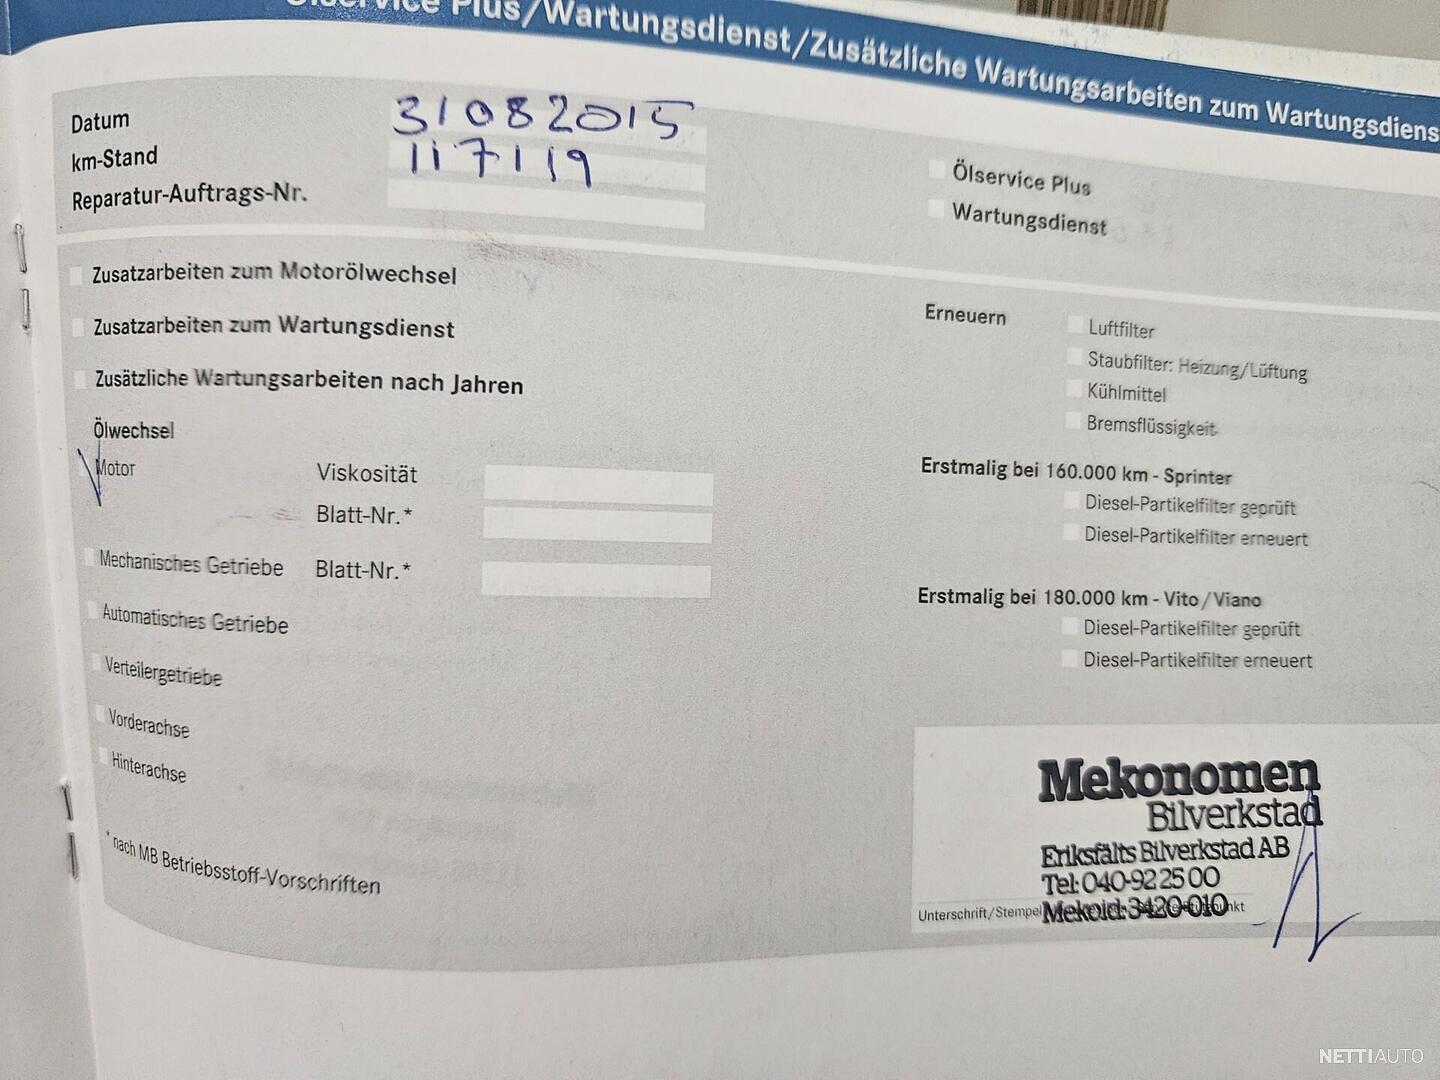 Ölservice Plus/Wartungsdienst/Zusätzliche Wartungsarbeiten zum Wartungsdiens
Datum 31082015
km-Stand 117119
Reparatur-Auftrags-Nr.
Ölservice Plus
Wartungsdienst
Zusatzarbeiten zum Motorölwechsel
Zusatzarbeiten zum Wartungsdienst
Zusätzliche Wartungsarbeiten nach Jahren
Ölwechsel
Motor Viskosität
Blatt-Nr.*
Mechanisches Getriebe Blatt-Nr.*
Automatisches Getriebe
Verteilergetriebe
Vorderachse
Hinterachse
* nach MB Betriebsstoff-Vorschriften
Erneuern Luftfilter
Staubfilter: Heizung/Lüftung
Kühlmittel
Bremsflüssigkeit
Erstmalig bei 160.000 km - Sprinter
Diesel-Partikelfilter geprüft
Diesel-Partikelfilter erneuert
Erstmalig bei 180.000 km - Vito / Viano
Diesel-Partikelfilter geprüft
Diesel-Partikelfilter erneuert
Mekonomen
Bilverkstad
Eriksfälts Bilverkstad AB
Tel: 040-92 25 00
Mekoid: 3420-010
Unterschrift/Stempel
NETTIAUTO